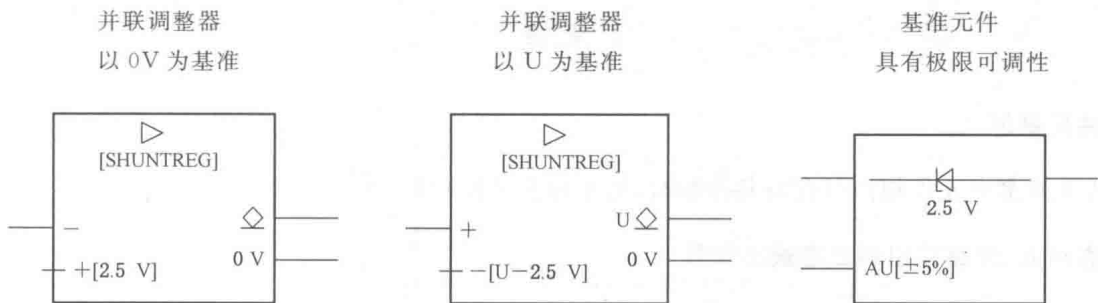 并联调整器
以 0V 为基准
▷
[SHUNTREG]
−
+[2.5 V]
0 V
并联调整器
以 U 为基准
▷
[SHUNTREG]
+
U
−[U−2.5 V]
0 V
基准元件
具有极限可调性
2.5 V
AU[±5%]